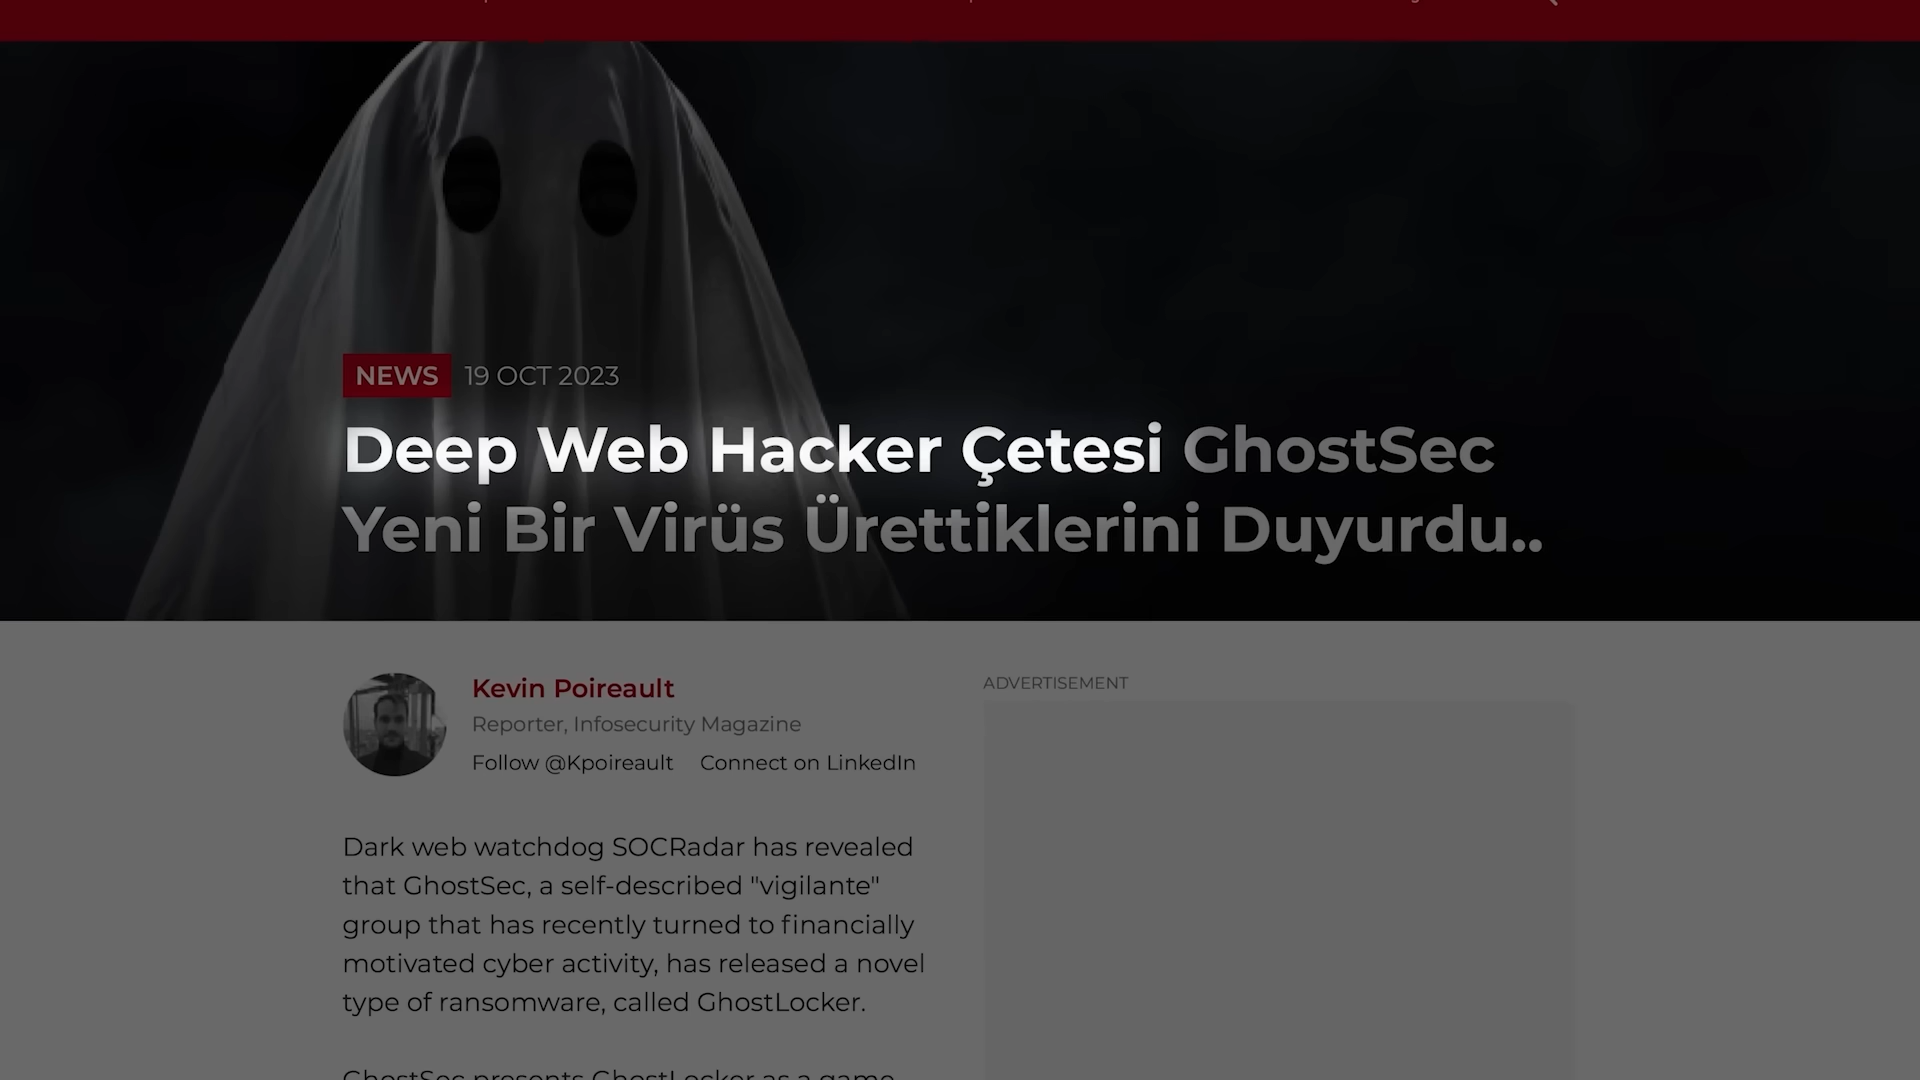 NEWS 19 OCT 2023
Deep Web Hacker Çetesi GhostSec
Yeni Bir Virüs Ürettiklerini Duyurdu..
Kevin Poireault
Reporter, Infosecurity Magazine
Follow @Kpoireault Connect on LinkedIn
ADVERTISEMENT
Dark web watchdog SOCRadar has revealed
that GhostSec, a self-described "vigilante"
group that has recently turned to financially
motivated cyber activity, has released a novel
type of ransomware, called GhostLocker.
GhostSec presents GhostLocker as a game